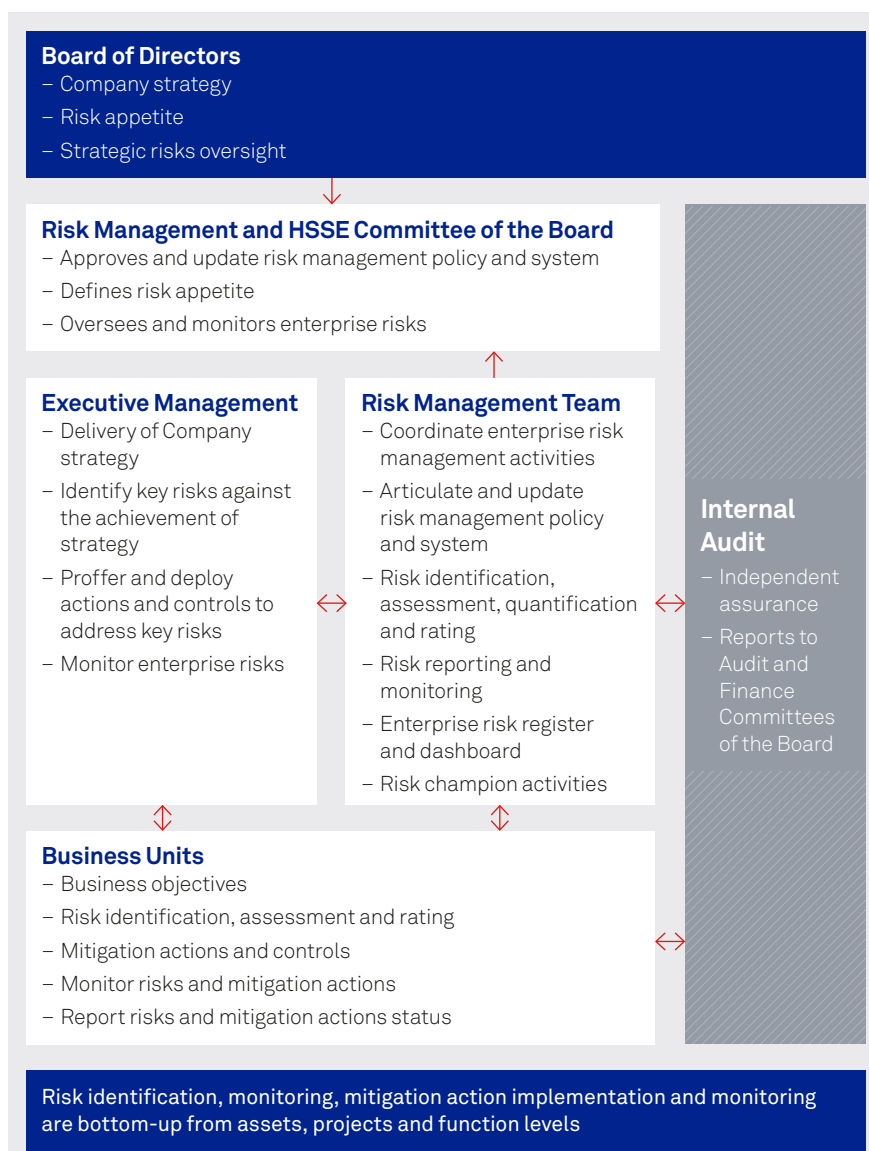 Board of Directors
– Company strategy
– Risk appetite
– Strategic risks oversight
Risk Management and HSSE Committee of the Board
– Approves and update risk management policy and system
– Defines risk appetite
– Oversees and monitors enterprise risks
Executive Management
– Delivery of Company
strategy
– Identify key risks against
the achievement of
strategy
– Proffer and deploy
actions and controls to
address key risks
– Monitor enterprise risks
Risk Management Team
– Coordinate enterprise risk
management activities
– Articulate and update
risk management policy
and system
– Risk identification,
assessment, quantification
and rating
– Risk reporting and
monitoring
– Enterprise risk register
and dashboard
– Risk champion activities
Internal
Audit
– Independent
assurance
– Reports to
Audit and
Finance
Committees
of the Board
Business Units
– Business objectives
– Risk identification, assessment and rating
– Mitigation actions and controls
– Monitor risks and mitigation actions
– Report risks and mitigation actions status
Risk identification, monitoring, mitigation action implementation and monitoring
are bottom-up from assets, projects and function levels